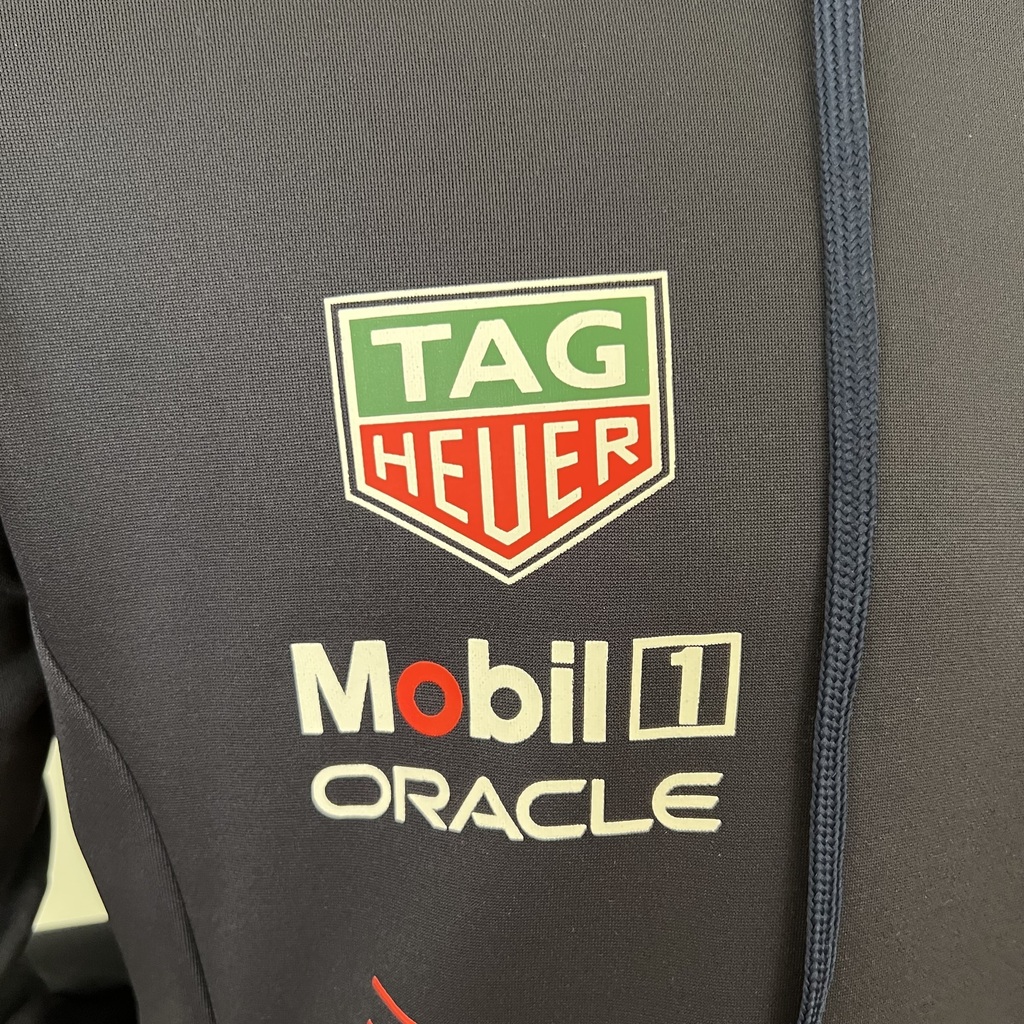 TAG
HEUER
Mobil 1
ORACLE